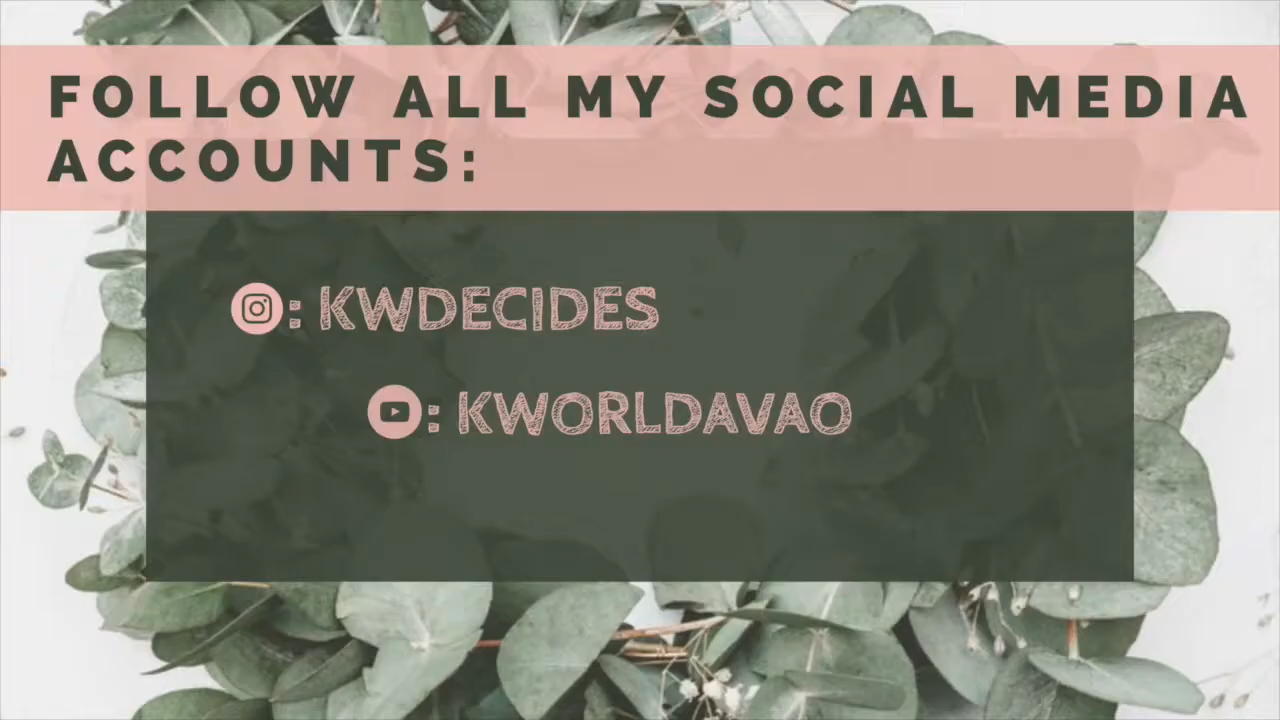 FOLLOW ALL MY SOCIAL MEDIA
ACCOUNTS:
: KWDECIDES
: KWORLDAVAO